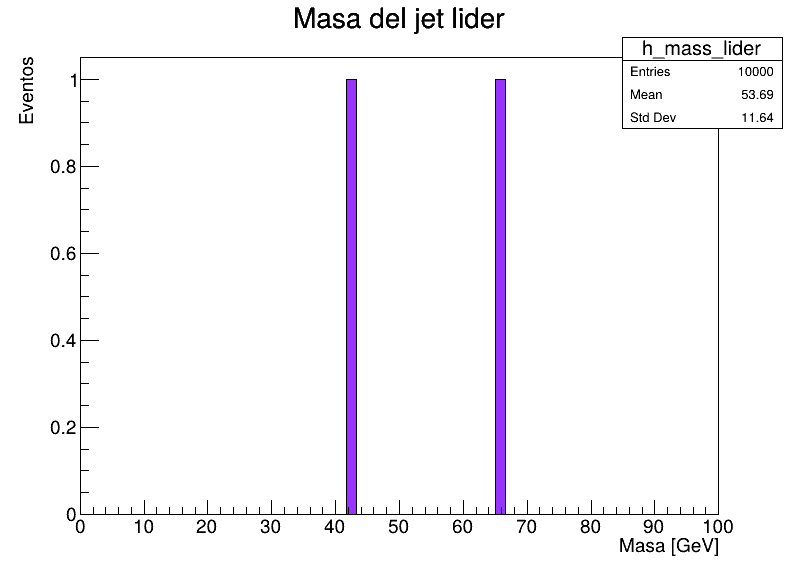 Masa del jet lider
h_mass_lider
Entries 10000
Mean 53.69
Std Dev 11.64
Eventos
1
0.8
0.6
0.4
0.2
0
0 10 20 30 40 50 60 70 80 90 100
Masa [GeV]